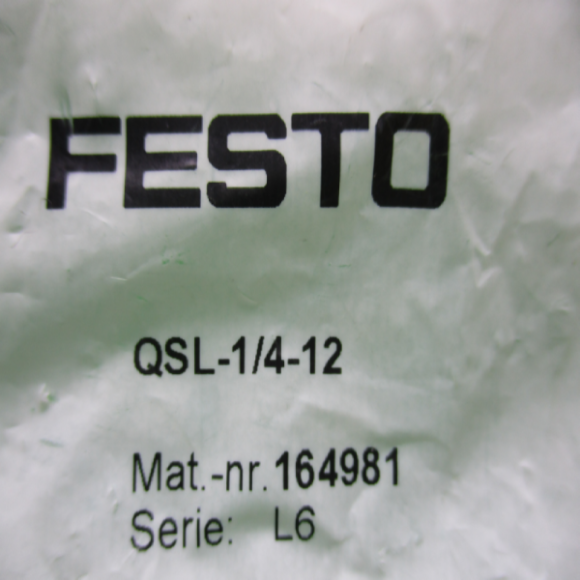 FESTO
QSL-1/4-12
Mat.-nr. 164981
Serie: L6